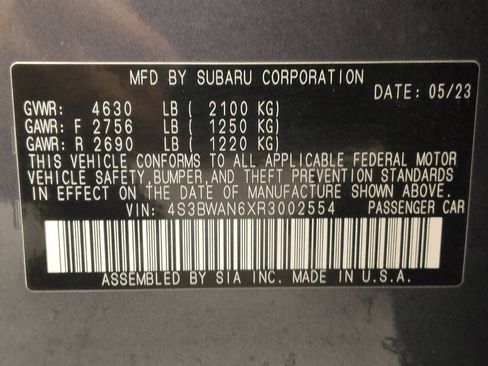 MFD BY SUBARU CORPORATION
DATE: 05/23
GVWR: 4630 LB ( 2100 KG)
GAWR: F 2756 LB ( 1250 KG)
GAWR: R 2690 LB ( 1220 KG)
THIS VEHICLE CONFORMS TO ALL APPLICABLE FEDERAL MOTOR
VEHICLE SAFETY, BUMPER, AND THEFT PREVENTION STANDARDS
IN EFFECT ON THE DATE OF MANUFACTURE SHOWN ABOVE.
VIN: 4S3BWAN6XR3002554 PASSENGER CAR
ASSEMBLED BY SIA INC. MADE IN U.S.A.